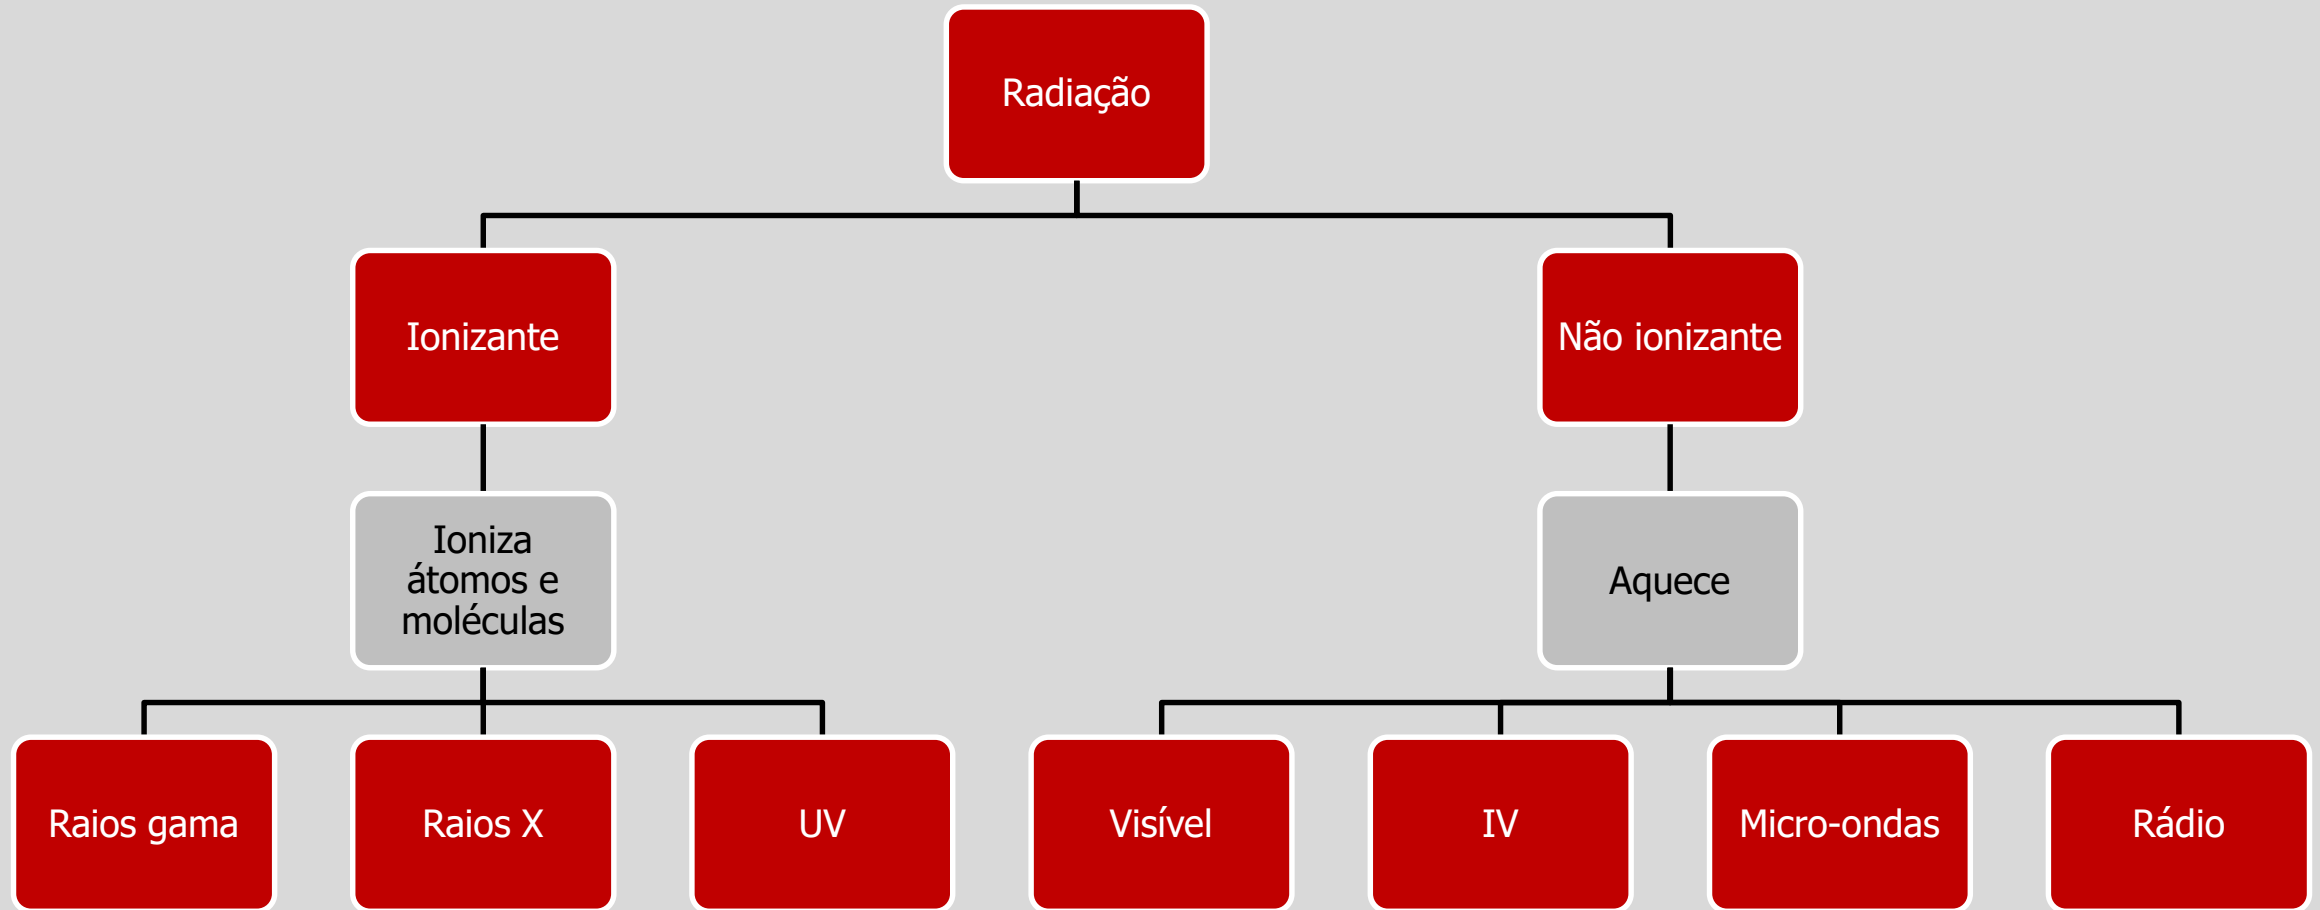 Radiação
Ionizante
Não ionizante
Ioniza
átomos e
moléculas
Aquece
Raios gama
Raios X
UV
Visível
IV
Micro-ondas
Rádio